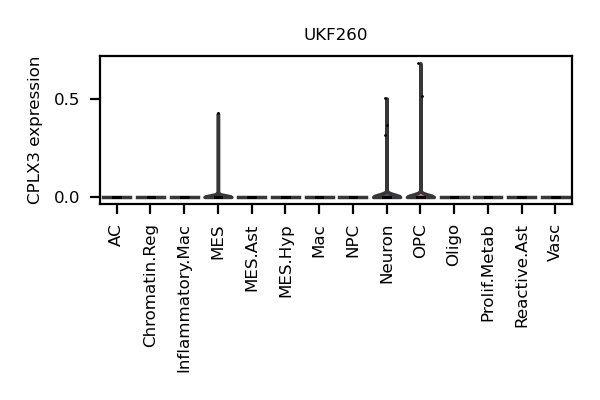 UKF260
CPLX3 expression
0.5
0.0
AC
Chromatin.Reg
Inflammatory.Mac
MES
MES.Ast
MES.Hyp
Mac
NPC
Neuron
OPC
Oligo
Prolif.Metab
Reactive.Ast
Vasc